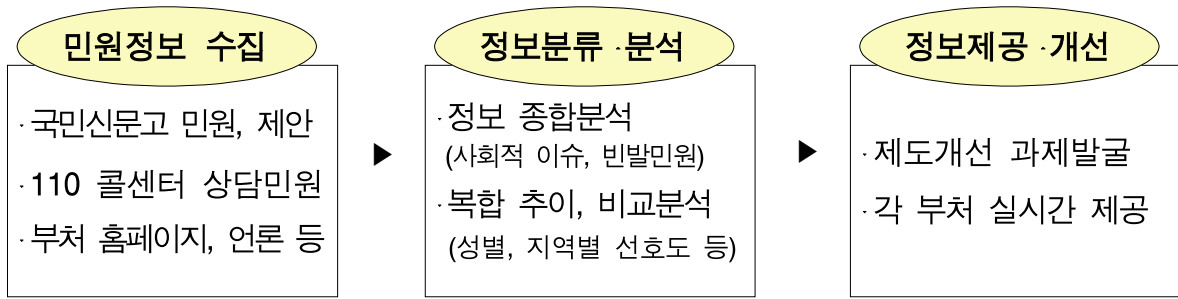 민원정보 수집
· 국민신문고 민원, 제안
· 110 콜센터 상담민원
· 부처 홈페이지, 언론 등
▶
정보분류 ·분석
· 정보 종합분석
(사회적 이슈, 빈발민원)
· 복합 추이, 비교분석
(성별, 지역별 선호도 등)
▶
정보제공 ·개선
· 제도개선 과제발굴
· 각 부처 실시간 제공